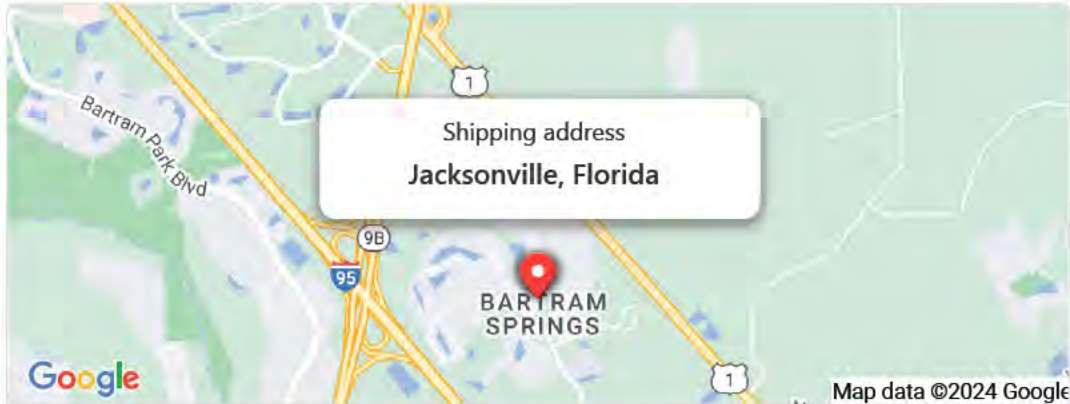 1
Shipping address
Jacksonville, Florida
Bartram Park Blvd
9B
95
BARTRAM
SPRINGS
1
Google
Map data ©2024 Google